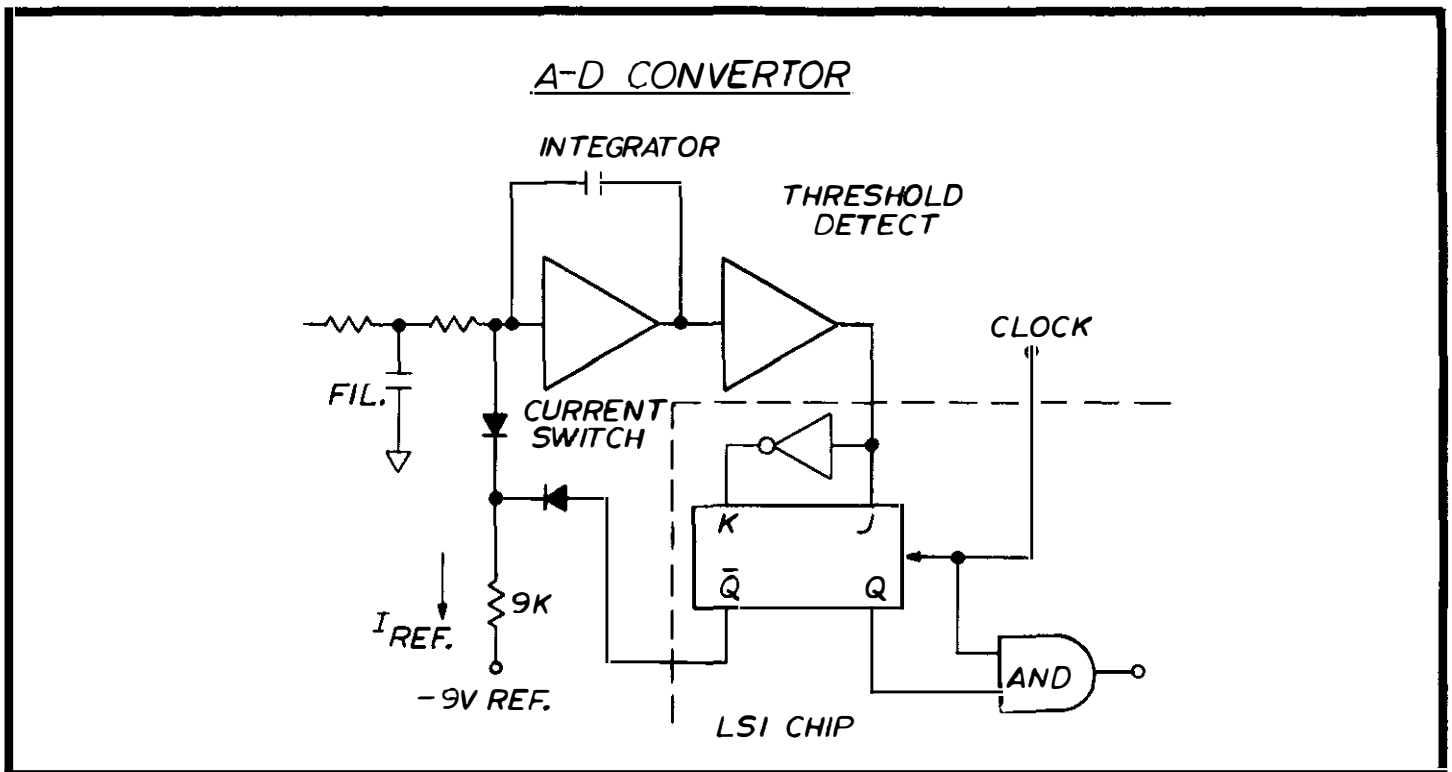 A-D CONVERTOR
INTEGRATOR
THRESHOLD
DETECT
CLOCK
FIL.
CURRENT
SWITCH
K
J
Q̅
Q
9K
I REF.
-9V REF.
AND
LSI CHIP